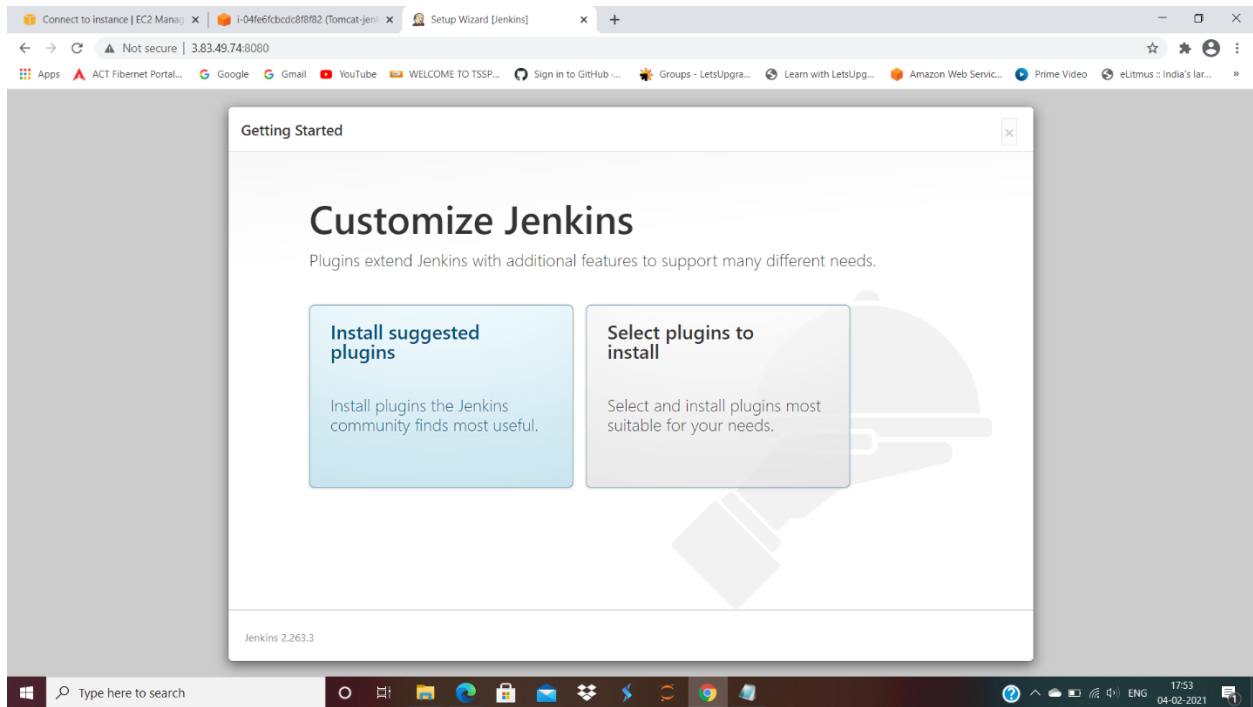 Connect to instance | EC2 Manag
i-04fe6fcbcdc8f8f82 (Tomcat-jen
Setup Wizard [Jenkins]
Not secure | 3.83.49.74:8080
Apps
ACT Fibernet Portal...
Google
Gmail
YouTube
WELCOME TO TSSP...
Sign in to GitHub ·...
Groups - LetsUpgra...
Learn with LetsUpg...
Amazon Web Servic...
Prime Video
eLitmus :: India's lar...
»
Getting Started
Customize Jenkins
Plugins extend Jenkins with additional features to support many different needs.
Install suggested
plugins
Install plugins the Jenkins
community finds most useful.
Select plugins to
install
Select and install plugins most
suitable for your needs.
Jenkins 2.263.3
Type here to search
ENG
17:53
04-02-2021